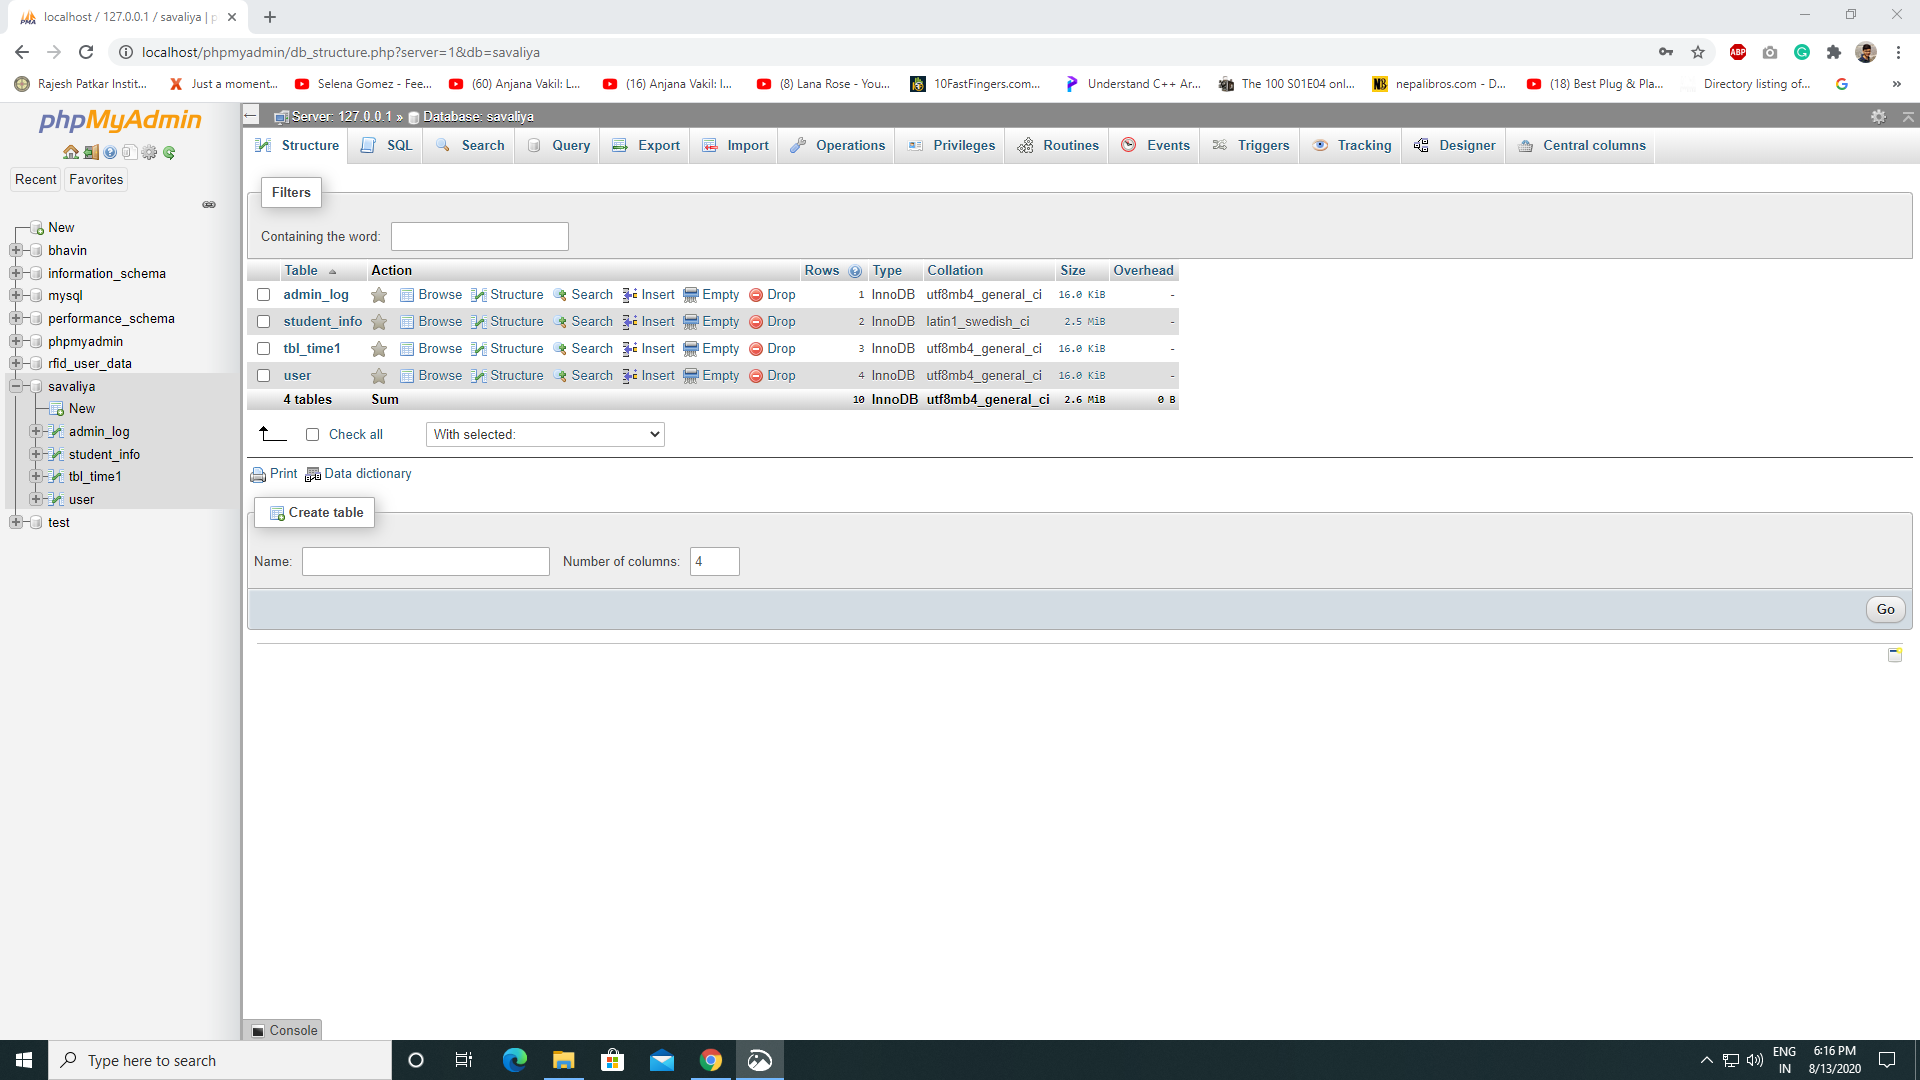 localhost / 127.0.0.1 / savaliya | p
localhost/phpmyadmin/db_structure.php?server=1&db=savaliya
ABP
Rajesh Patkar Instit... Just a moment... Selena Gomez - Fee... (60) Anjana Vakil: L... (16) Anjana Vakil: I... (8) Lana Rose - You... 10FastFingers.com... Understand C++ Ar... The 100 S01E04 onl... nepalibros.com - D... (18) Best Plug & Pla... Directory listing of... »
phpMyAdmin
Recent Favorites
New
bhavin
information_schema
mysql
performance_schema
phpmyadmin
rfid_user_data
savaliya
New
admin_log
student_info
tbl_time1
user
test
Server: 127.0.0.1 » Database: savaliya
Structure SQL Search Query Export Import Operations Privileges Routines Events Triggers Tracking Designer Central columns
Filters
Containing the word:
Table Action Rows Type Collation Size Overhead
admin_log Browse Structure Search Insert Empty Drop 1 InnoDB utf8mb4_general_ci 16.0 KiB -
student_info Browse Structure Search Insert Empty Drop 2 InnoDB latin1_swedish_ci 2.5 MiB -
tbl_time1 Browse Structure Search Insert Empty Drop 3 InnoDB utf8mb4_general_ci 16.0 KiB -
user Browse Structure Search Insert Empty Drop 4 InnoDB utf8mb4_general_ci 16.0 KiB -
4 tables Sum 10 InnoDB utf8mb4_general_ci 2.6 MiB 0 B
Check all With selected:
Print Data dictionary
Create table
Name: Number of columns: 4
Go
Console
Type here to search
ENG
IN
6:16 PM
8/13/2020